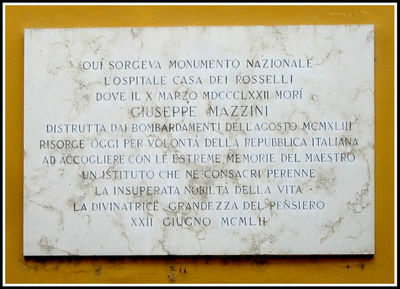 QUI SORGEVA MONUMENTO NAZIONALE
L'OSPITALE CASA DEI ROSSELLI
DOVE IL X MARZO MDCCCLXXII MORÍ
GIUSEPPE MAZZINI
DISTRUTTA DAI BOMBARDAMENTI DELL'AGOSTO MCMXLIII
RISORGE OGGI PER VOLONTÀ DELLA REPUBBLICA ITALIANA
AD ACCOGLIERE CON LE ESTREME MEMORIE DEL MAESTRO
UN ISTITUTO CHE NE CONSACRI PERENNE
LA INSUPERATA NOBILTÀ DELLA VITA
LA DIVINATRICE GRANDEZZA DEL PENSIERO
XXII GIUGNO MCMLII